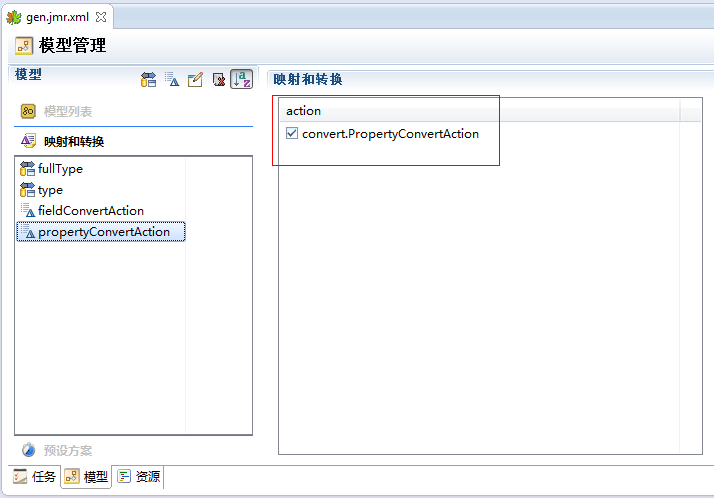 gen.jmr.xml
模型管理
模型
模型列表
映射和转换
fullType
type
fieldConvertAction
propertyConvertAction
预设方案
映射和转换
action
convert.PropertyConvertAction
任务 模型 资源